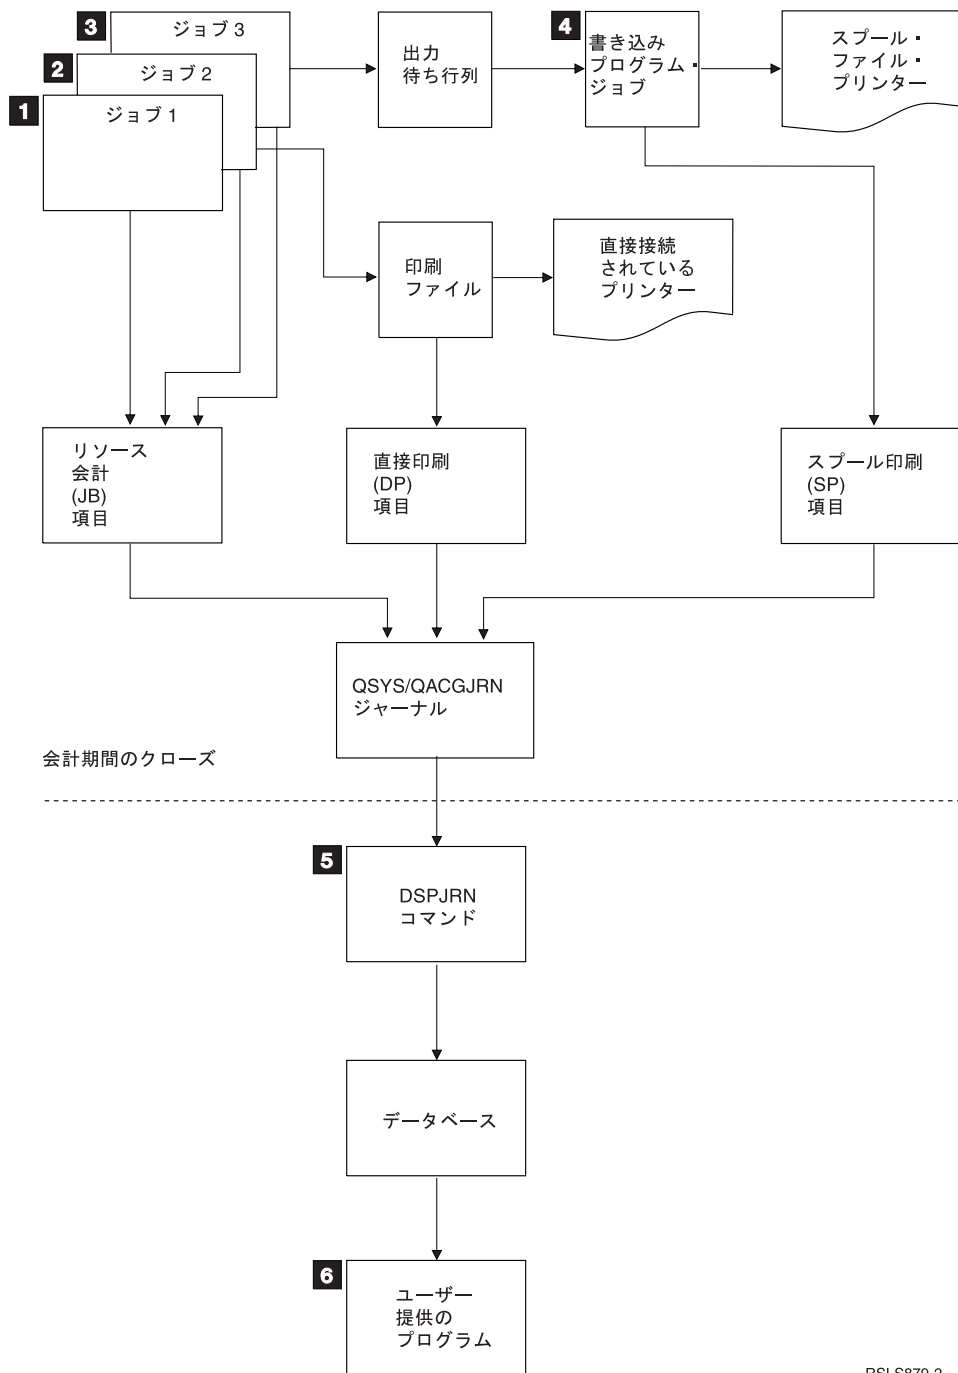 3
ジョブ 3
2
ジョブ 2
1
ジョブ 1
出力
待ち行列
4
書き込み
プログラム・
ジョブ
スプール・
ファイル・
プリンター
印刷
ファイル
直接接続
されている
プリンター
リソース
会計
(JB)
項目
直接印刷
(DP)
項目
スプール印刷
(SP)
項目
QSYS/QACGJRN
ジャーナル
会計期間のクローズ
5
DSPJRN
コマンド
データベース
6
ユーザー
提供の
プログラム